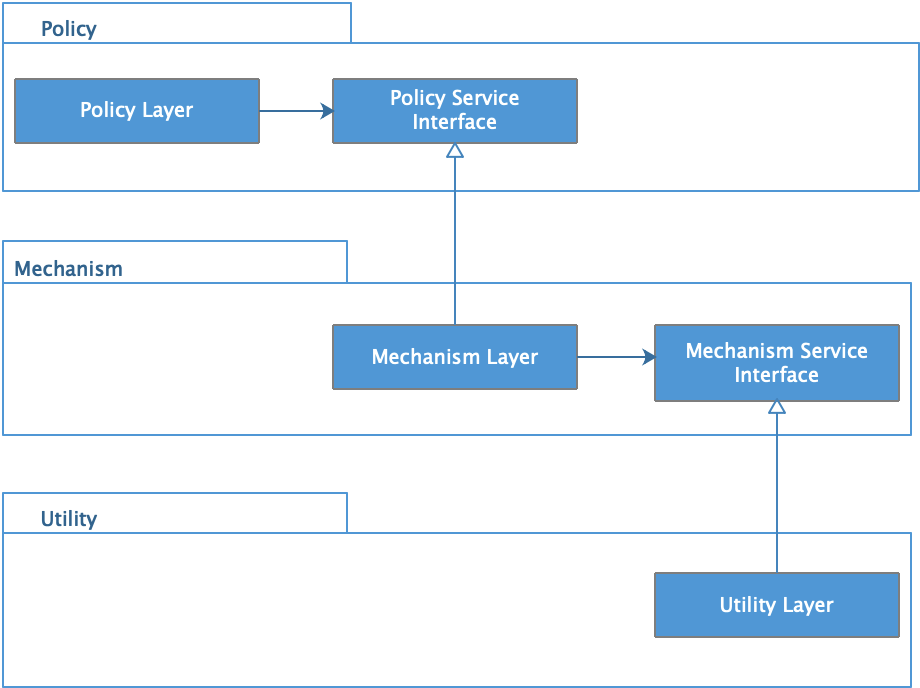 Policy
Policy Layer
Policy Service
Interface
Mechanism
Mechanism Layer
Mechanism Service
Interface
Utility
Utility Layer